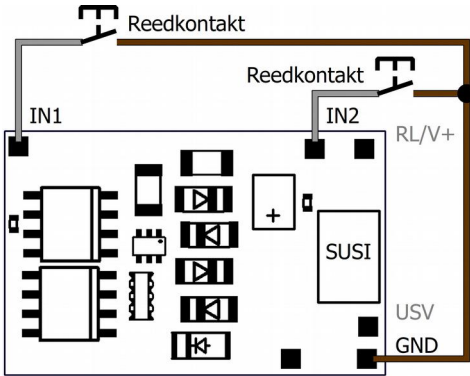 Reedkontakt
Reedkontakt
IN1
IN2
RL/V+
+
SUSI
USV
GND